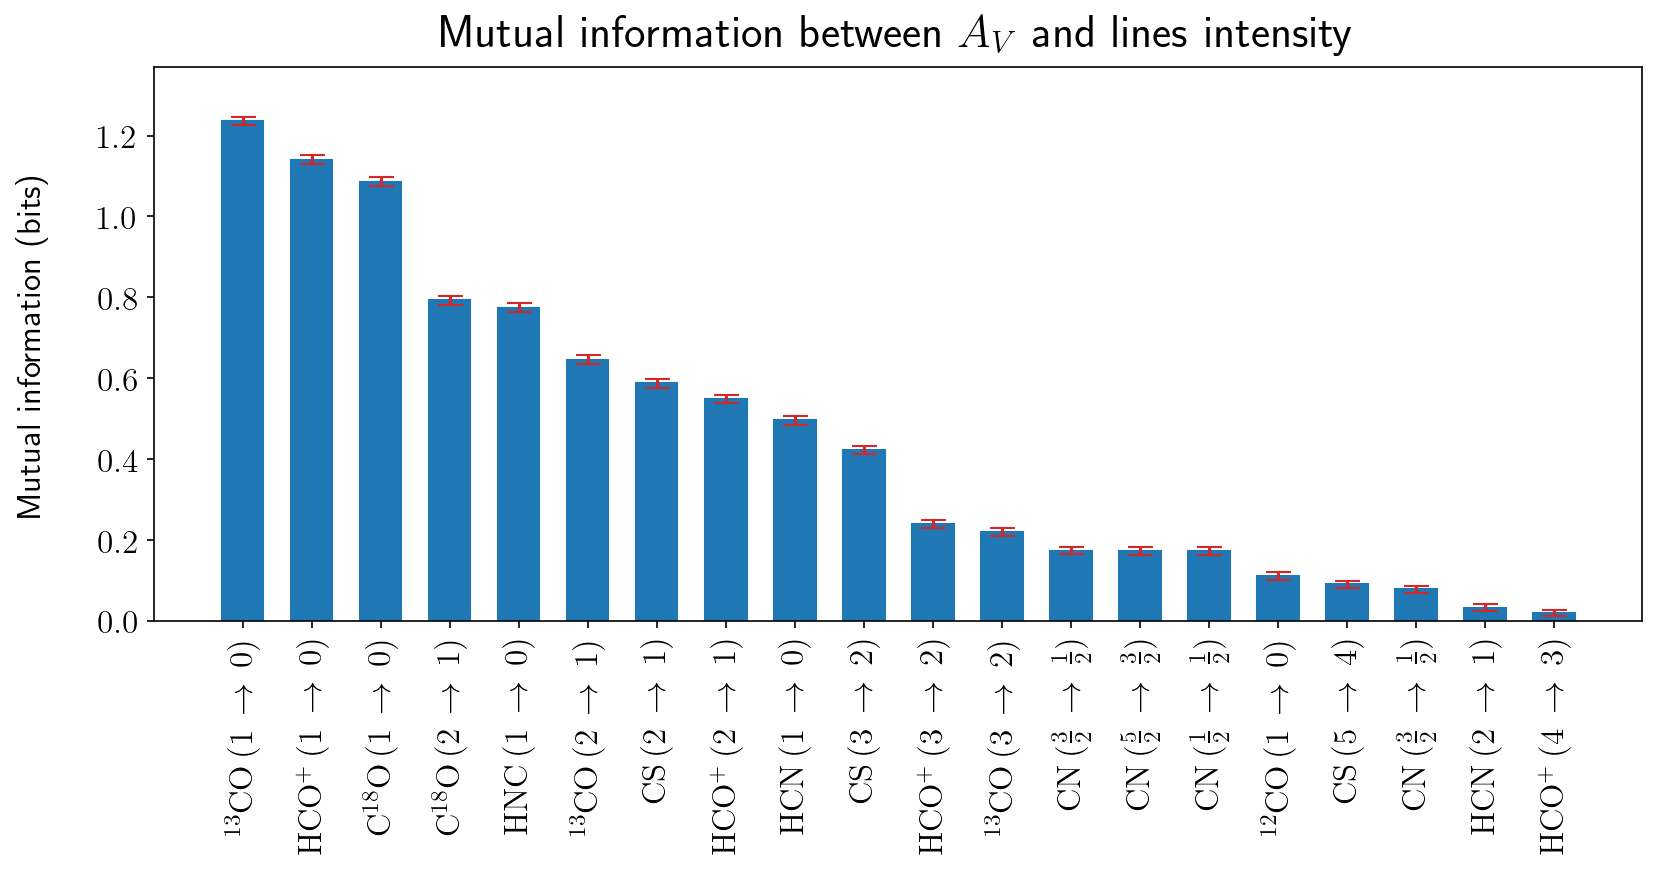 Mutual information between A_V and lines intensity
Mutual information (bits)
1.2
1.0
0.8
0.6
0.4
0.2
0.0
¹³CO (1 → 0)
HCO⁺ (1 → 0)
C¹⁸O (1 → 0)
C¹⁸O (2 → 1)
HNC (1 → 0)
¹³CO (2 → 1)
CS (2 → 1)
HCO⁺ (2 → 1)
HCN (1 → 0)
CS (3 → 2)
HCO⁺ (3 → 2)
¹³CO (3 → 2)
CN (3/2 → 1/2)
CN (5/2 → 3/2)
CN (1/2 → 1/2)
¹²CO (1 → 0)
CS (5 → 4)
CN (3/2 → 1/2)
HCN (2 → 1)
HCO⁺ (4 → 3)